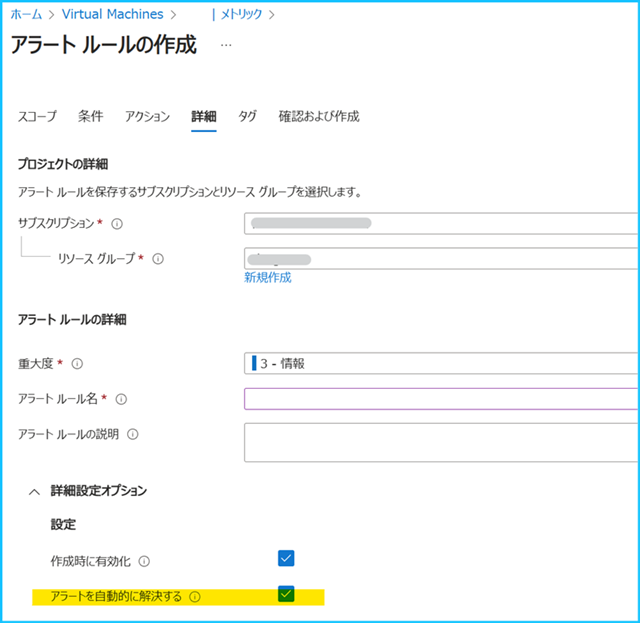 ホーム > Virtual Machines > | メトリック >
アラート ルールの作成 ...
スコープ 条件 アクション 詳細 タグ 確認および作成
プロジェクトの詳細
アラート ルールを保存するサブスクリプションとリソース グループを選択します。
サブスクリプション *
リソース グループ *
新規作成
アラート ルールの詳細
重大度 * 3 - 情報
アラート ルール名 *
アラート ルールの説明
詳細設定オプション
設定
作成時に有効化
アラートを自動的に解決する